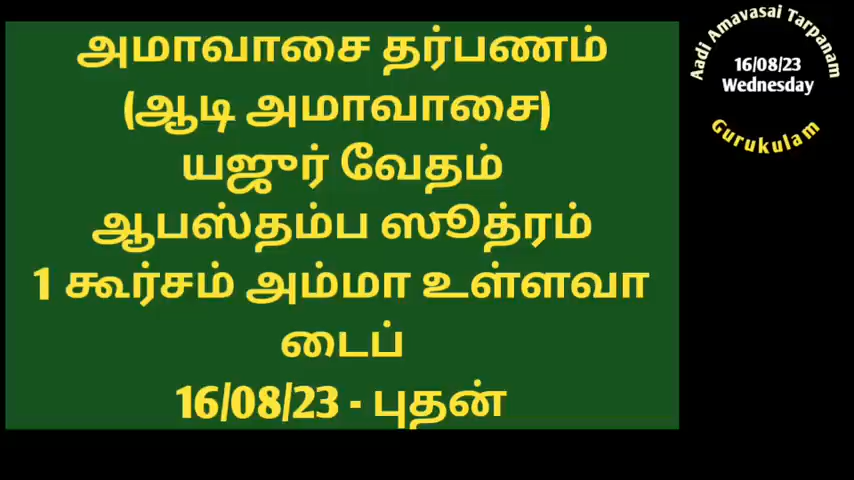 அமாவாசை தர்பணம்
(ஆடி அமாவாசை)
யஜுர் வேதம்
ஆபஸ்தம்ப ஸூத்ரம்
1 கூர்சம் அம்மா உள்ளவா
டைப்
16/08/23 - புதன்
Aadi Amavasai Tarpanam
16/08/23
Wednesday
Gurukulam